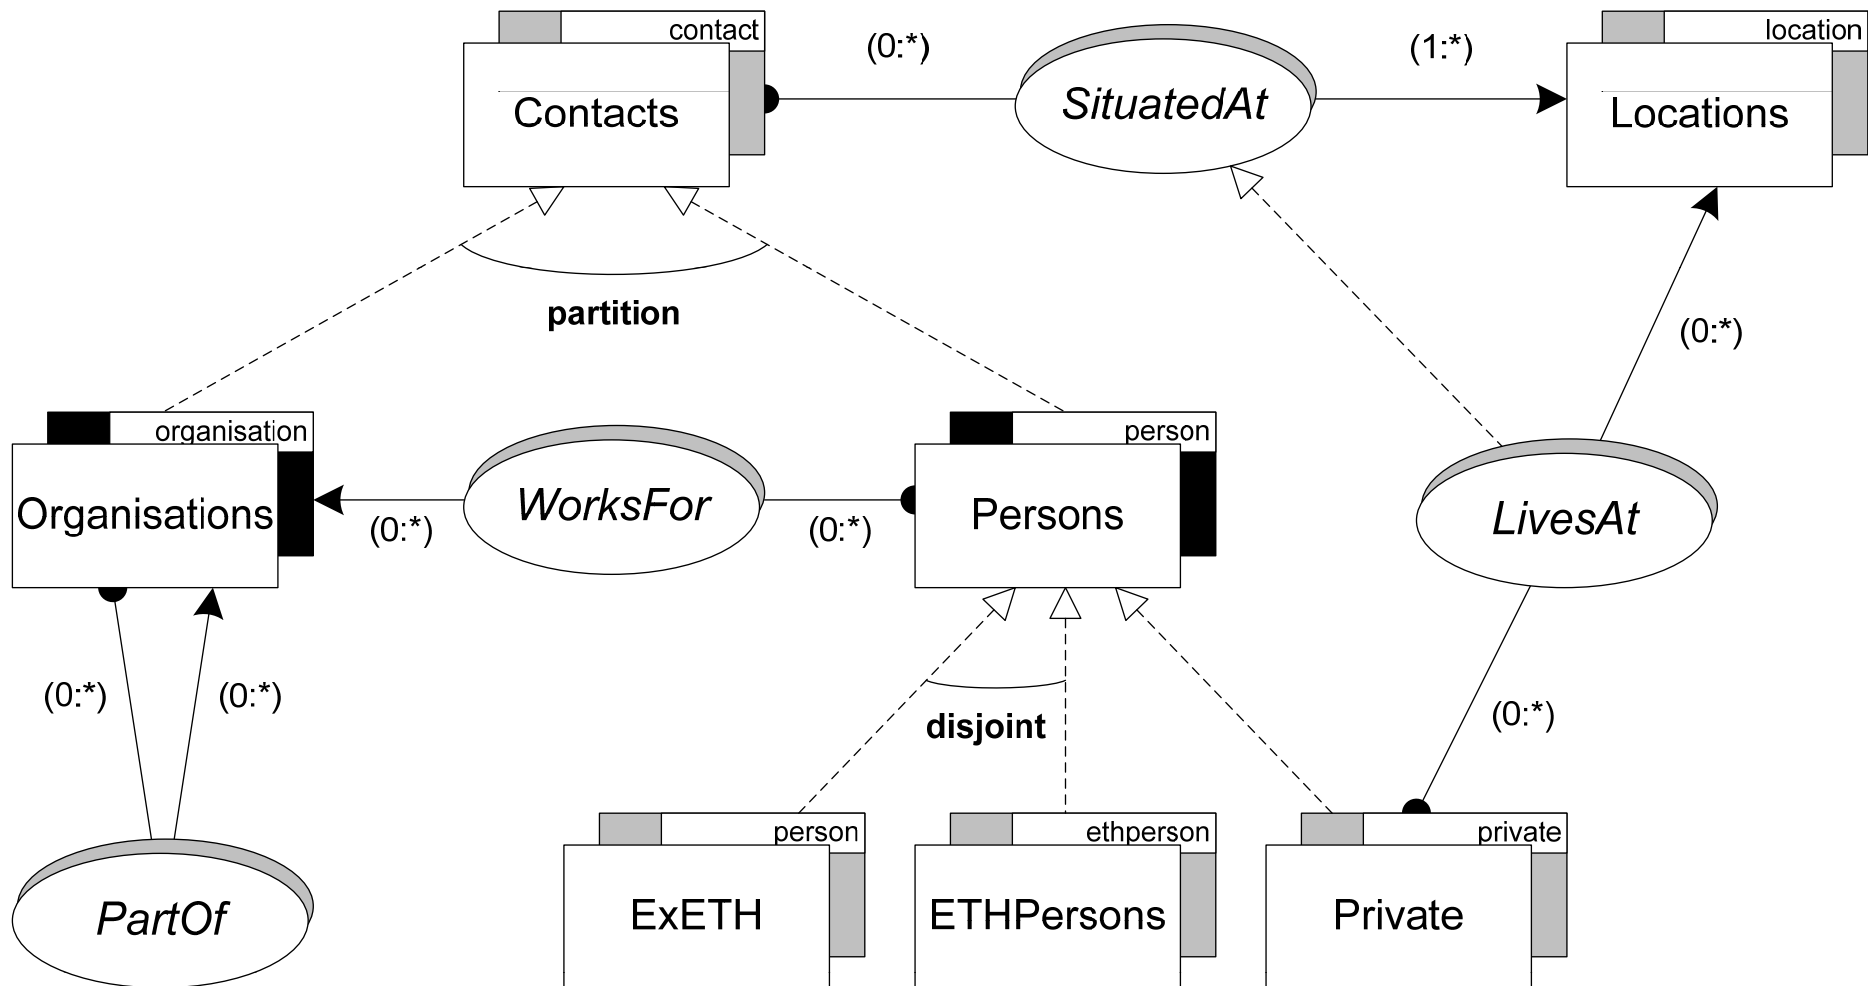 contact
location
(0:*)
(1:*)
Contacts
SituatedAt
Locations
partition
(0:*)
organisation
person
Organisations
WorksFor
Persons
LivesAt
(0:*)
(0:*)
(0:*)
(0:*)
(0:*)
disjoint
person
ethperson
private
PartOf
ExETH
ETHPersons
Private